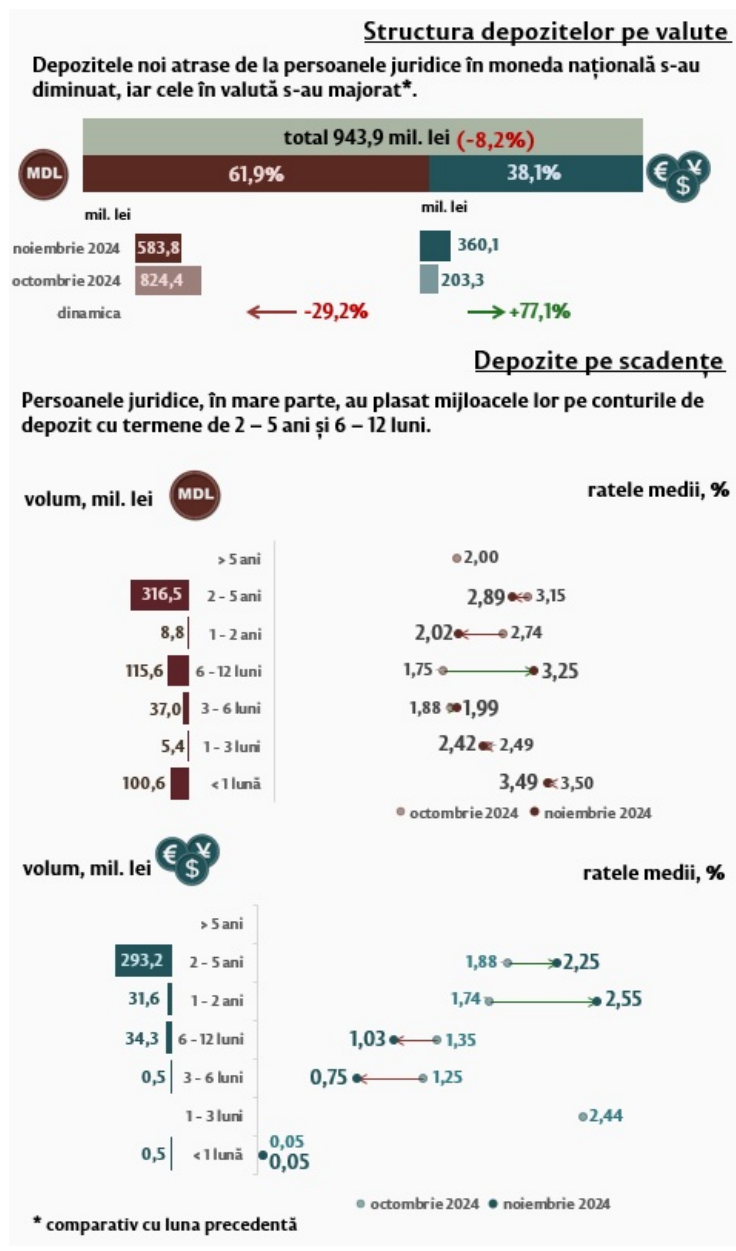 Structura depozitelor pe valute
Depozitele noi atrase de la persoanele juridice în moneda națională s-au
diminuat, iar cele în valută s-au majorat*.
total 943,9 mil. lei (-8,2%)
MDL 61,9% 38,1% € ¥ $
mil. lei mil. lei
noiembrie 2024 583,8 360,1
octombrie 2024 824,4 203,3
dinamica -29,2% +77,1%
Depozite pe scadențe
Persoanele juridice, în mare parte, au plasat mijloacele lor pe conturile de
depozit cu termene de 2 – 5 ani și 6 – 12 luni.
volum, mil. lei MDL ratele medii, %
> 5 ani 2,00
316,5 2 - 5 ani 2,89 3,15
8,8 1 - 2 ani 2,02 2,74
115,6 6 - 12 luni 1,75 3,25
37,0 3 - 6 luni 1,88 1,99
5,4 1 - 3 luni 2,42 2,49
100,6 < 1 lună 3,49 3,50
octombrie 2024 noiembrie 2024
volum, mil. lei € ¥ $ ratele medii, %
> 5 ani
293,2 2 - 5 ani 1,88 2,25
31,6 1 - 2 ani 1,74 2,55
34,3 6 - 12 luni 1,03 1,35
0,5 3 - 6 luni 0,75 1,25
1 - 3 luni 2,44
0,5 < 1 lună 0,05
0,05
octombrie 2024 noiembrie 2024
* comparativ cu luna precedentă